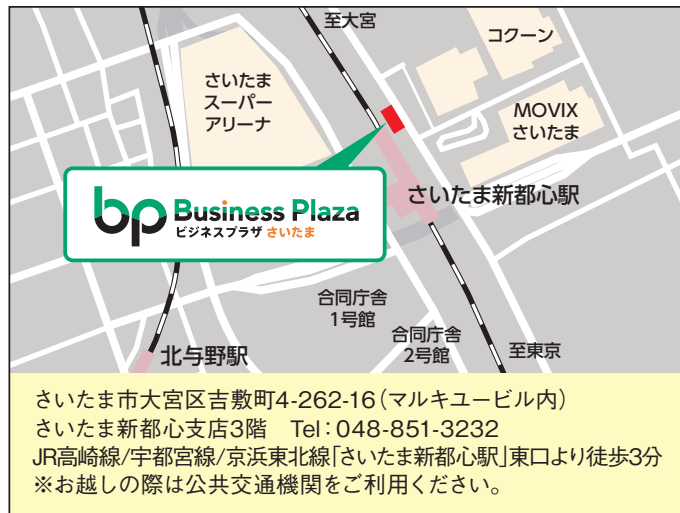 至大宮
コクーン
さいたま
スーパー
アリーナ
MOVIX
さいたま
さいたま新都心駅
bp Business Plaza
ビジネスプラザ さいたま
合同庁舎
1号館
合同庁舎
2号館
至東京
北与野駅
さいたま市大宮区吉敷町4-262-16(マルキユービル内)
さいたま新都心支店3階 Tel:048-851-3232
JR高崎線/宇都宮線/京浜東北線「さいたま新都心駅」東口より徒歩3分
※お越しの際は公共交通機関をご利用ください。